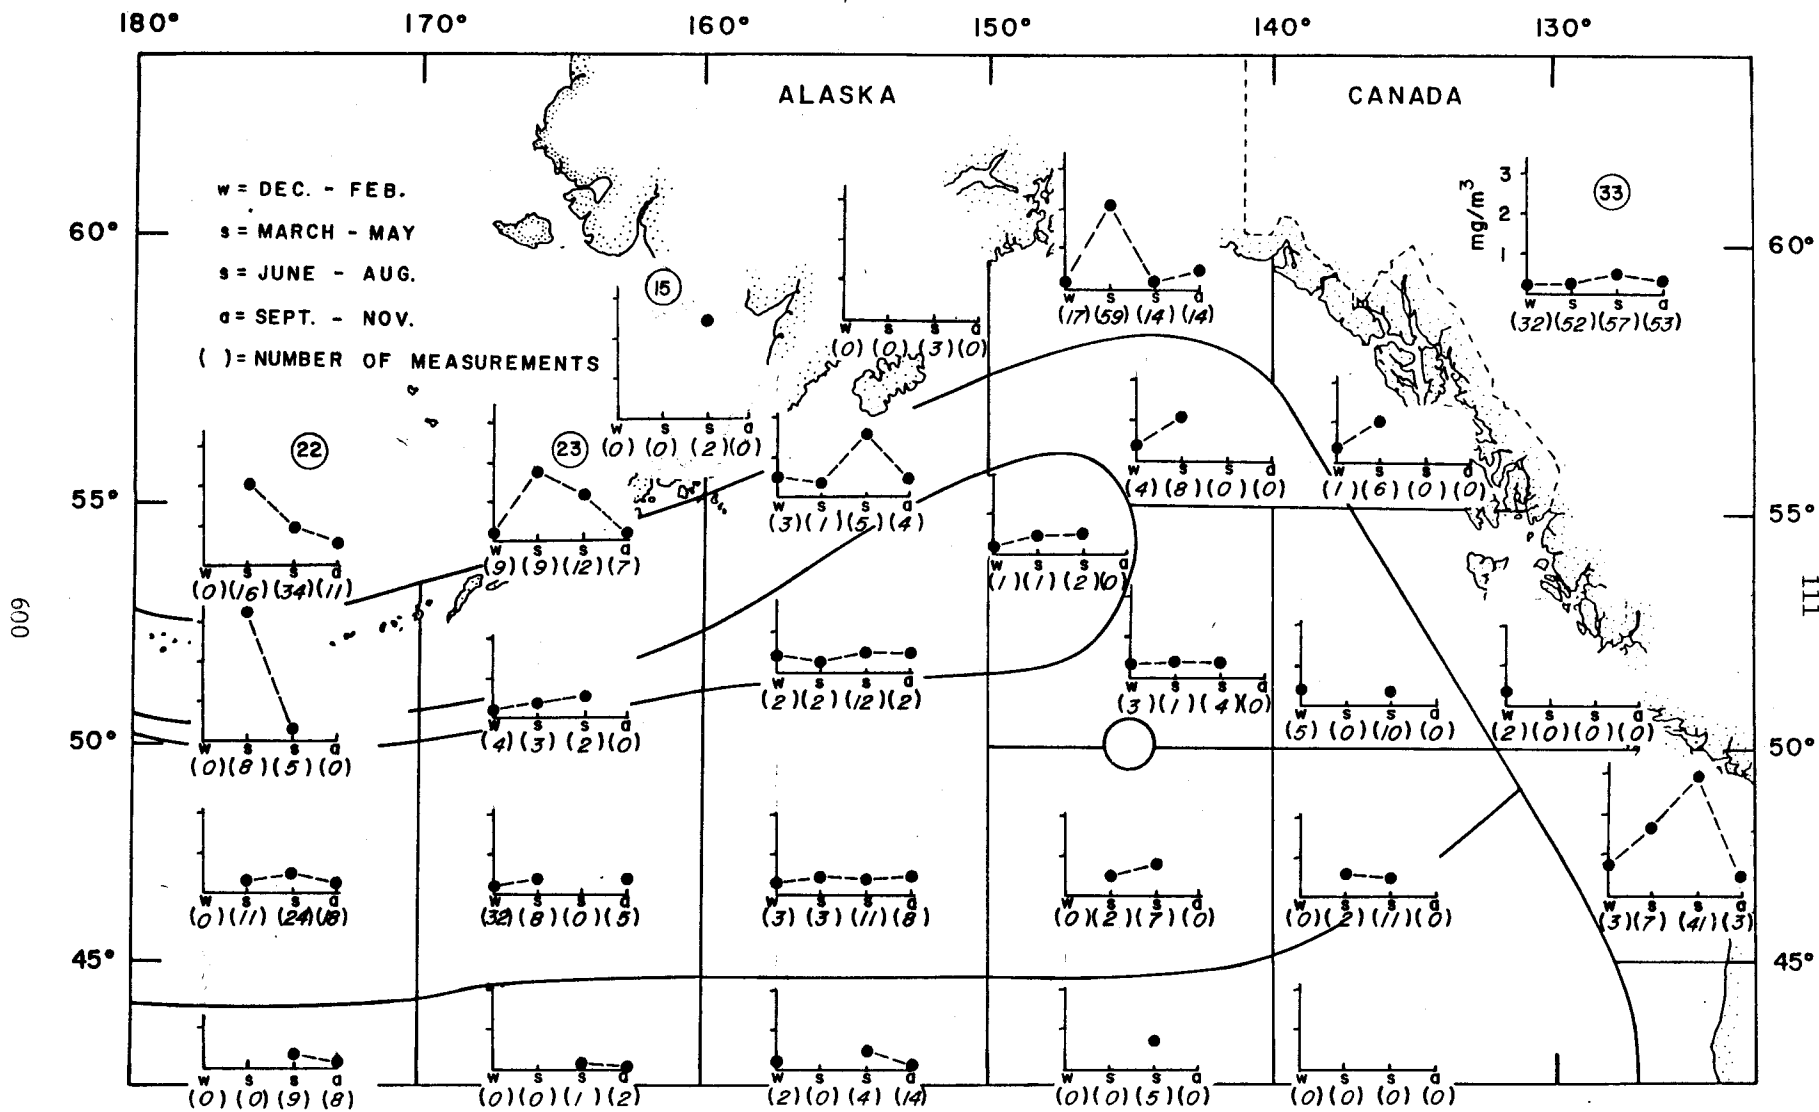 180° 170° 160° 150° 140° 130°
ALASKA CANADA
w = DEC. - FEB.
s = MARCH - MAY
s = JUNE - AUG.
a = SEPT. - NOV.
( ) = NUMBER OF MEASUREMENTS
60° 60°
55° 55°
50° 50°
45° 45°
600
111
mg/m³
3
2
1
33
w s s a
(32)(52)(57)(53)
w s s a
(17)(59)(14)(14)
w s s a
(0)(0)(3)(0)
15
w s s a
(0)(0)(2)(0)
22
w s s a
(0)(16)(34)(11)
23
w s s a
(9)(9)(12)(7)
w s s a
(3)(1)(5)(4)
w s s a
(4)(8)(0)(0)
w s s a
(1)(6)(0)(0)
w s s a
(1)(1)(2)(0)
w s s a
(0)(8)(5)(0)
w s s a
(4)(3)(2)(0)
w s s a
(2)(2)(12)(2)
w s s a
(3)(1)(4)(0)
w s s a
(5)(0)(10)(0)
w s s a
(2)(0)(0)(0)
w s s a
(0)(11)(24)(18)
w s s a
(32)(8)(0)(5)
w s s a
(3)(3)(11)(8)
w s s a
(0)(2)(7)(0)
w s s a
(0)(2)(11)(0)
w s s a
(3)(7)(41)(3)
w s s a
(0)(0)(9)(8)
w s s a
(0)(0)(1)(2)
w s s a
(2)(0)(4)(14)
w s s a
(0)(0)(5)(0)
w s s a
(0)(0)(0)(0)